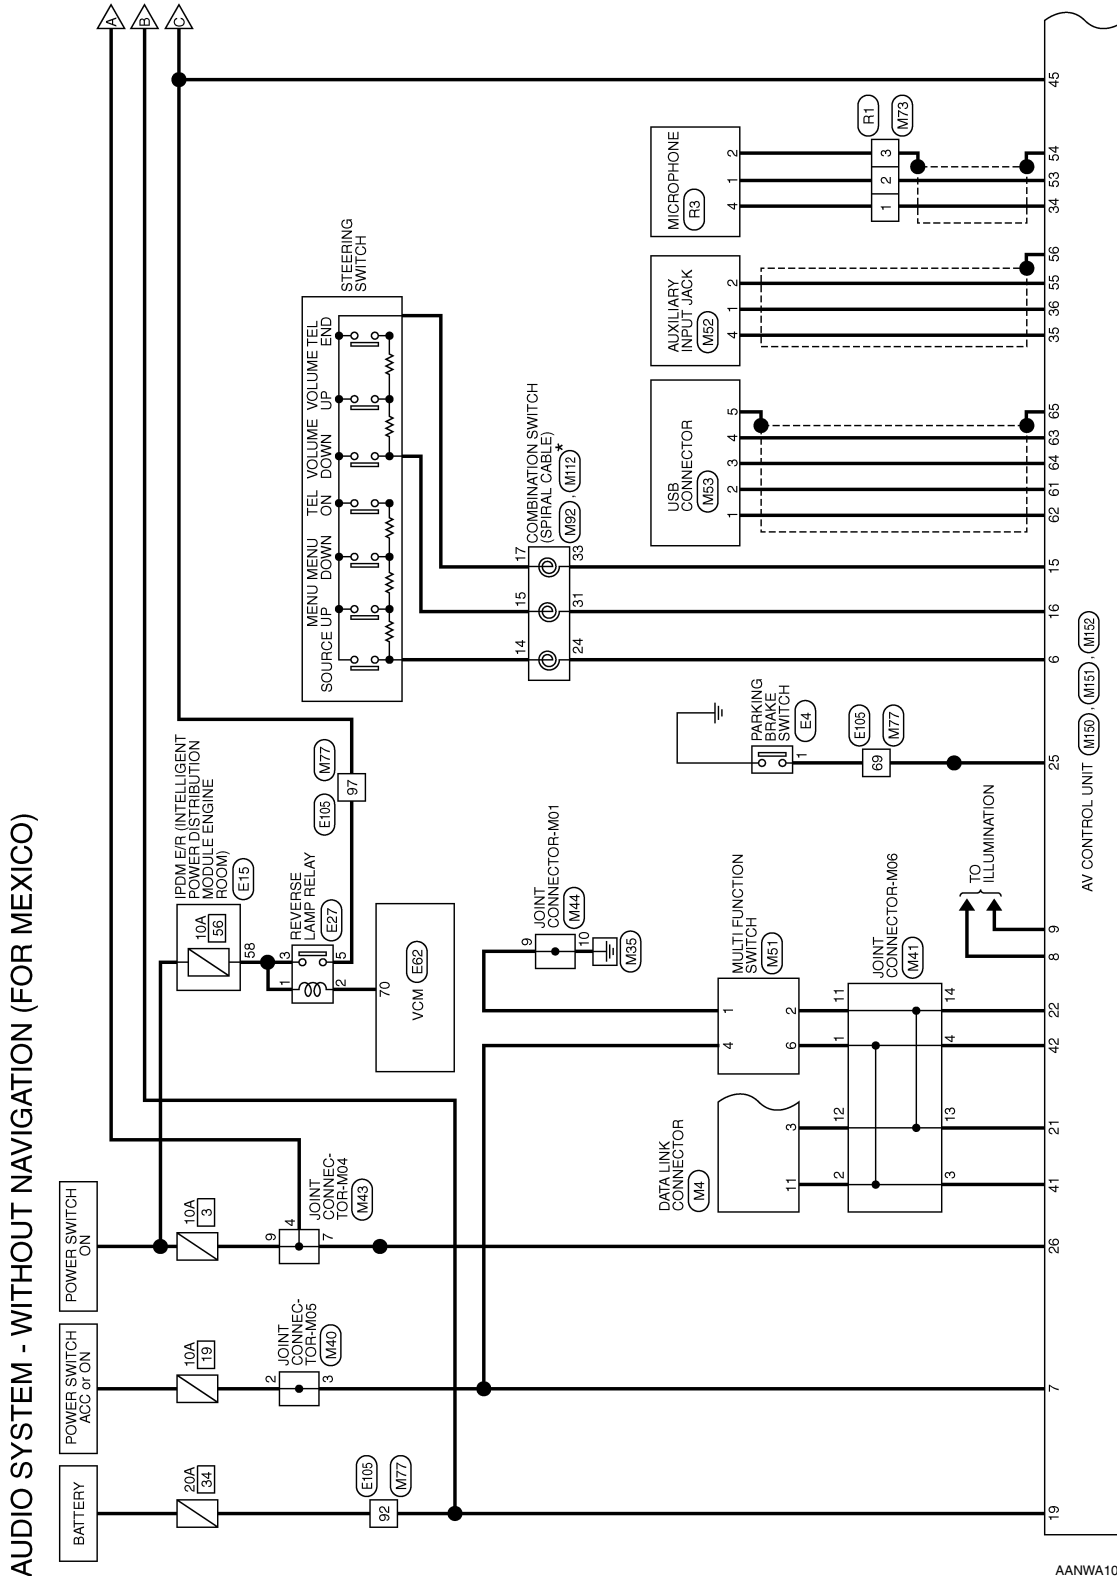 AUDIO SYSTEM - WITHOUT NAVIGATION (FOR MEXICO)
BATTERY
20A
34
E105
M77
92
19
POWER SWITCH
ACC or ON
10A
19
2
JOINT
CONNEC-
TOR-M05
M40
3
7
POWER SWITCH
ON
10A
3
9
4
JOINT
CONNEC-
TOR-M04
M43
7
26
A
B
C
IPDM E/R (INTELLIGENT
POWER DISTRIBUTION
MODULE ENGINE
ROOM)
E15
10A
56
58
REVERSE
LAMP RELAY
E27
1
3
2
5
70
VCM
E62
E105
M77
97
DATA LINK
CONNECTOR
M4
11
3
MULTI FUNCTION
SWITCH
M51
4
1
6
2
JOINT
CONNECTOR-M01
M44
9
10
M35
JOINT
CONNECTOR-M06
M41
2
12
1
11
3
13
4
14
41
21
42
22
TO
ILLUMINATION
8
9
PARKING
BRAKE
SWITCH
E4
1
E105
M77
69
25
STEERING
SWITCH
SOURCE
MENU
UP
MENU
DOWN
TEL
ON
VOLUME
DOWN
VOLUME
UP
TEL
END
COMBINATION SWITCH
(SPIRAL CABLE)
M92 , M112 *
14
15
17
24
31
33
6
16
15
USB
CONNECTOR
M53
1
2
3
4
5
62
61
64
63
65
AUXILIARY
INPUT JACK
M52
4
1
2
35
36
55
56
MICROPHONE
R3
4
1
2
R1
M73
1
2
3
34
53
54
45
AV CONTROL UNIT M150 , M151 , M152
AANWA10